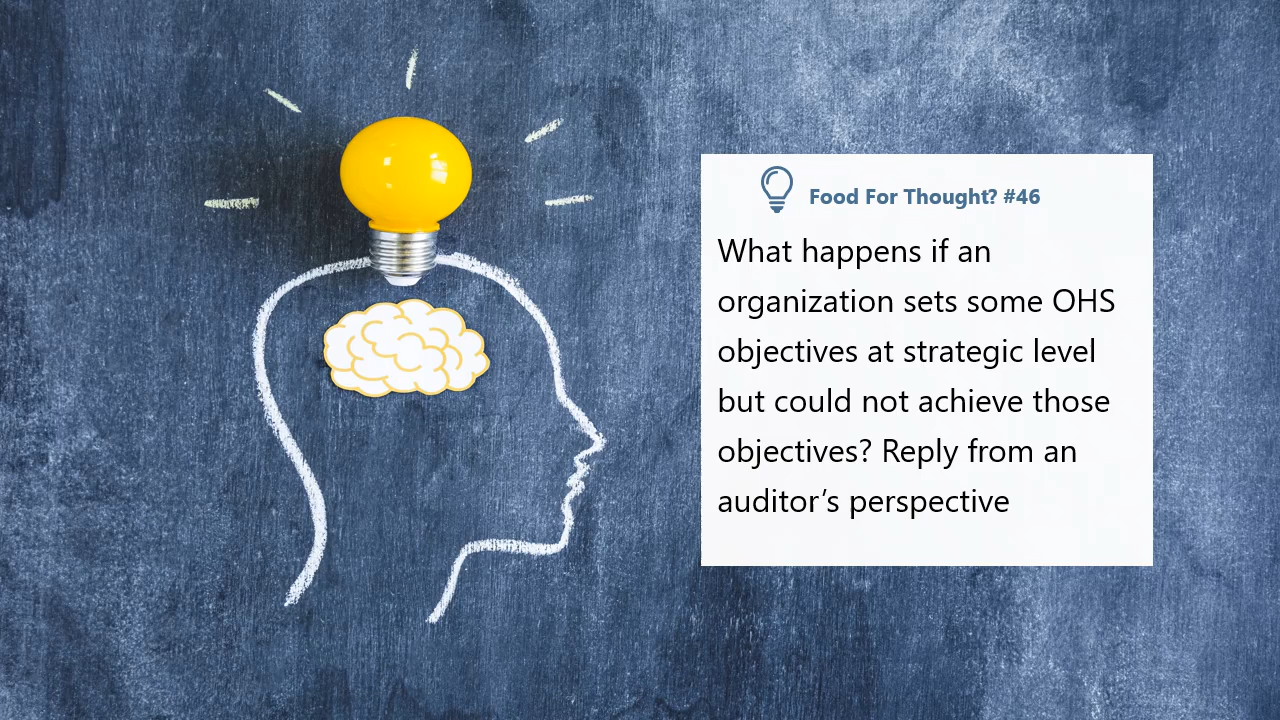 Food For Thought? #46
What happens if an
organization sets some OHS
objectives at strategic level
but could not achieve those
objectives? Reply from an
auditor’s perspective